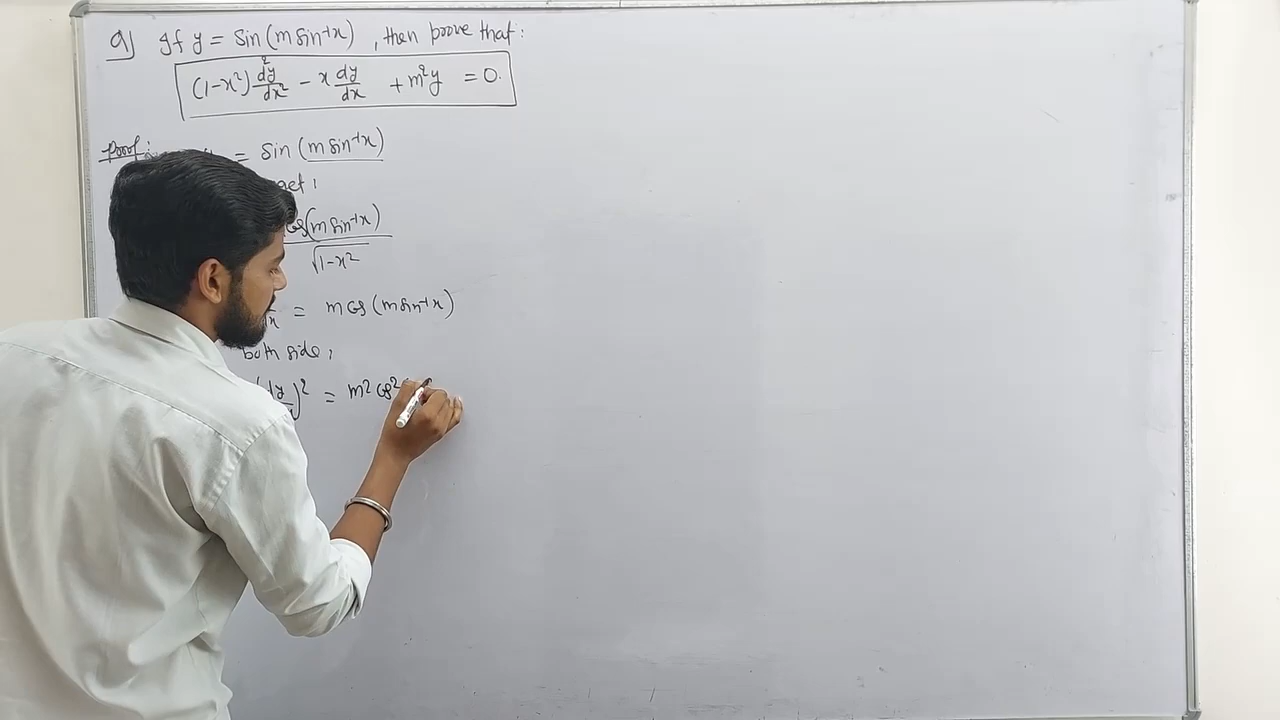 Q) If y = Sin (m Sin⁻¹x) , then prove that :
(1-x²) d²y/dx² - x dy/dx + m²y = 0.
Proof : = Sin (m Sin⁻¹x)
get ,
Cos(m Sin⁻¹x)
√1-x²
= m Cos (m Sin⁻¹x)
both side ,
dy )² = m² Cos²